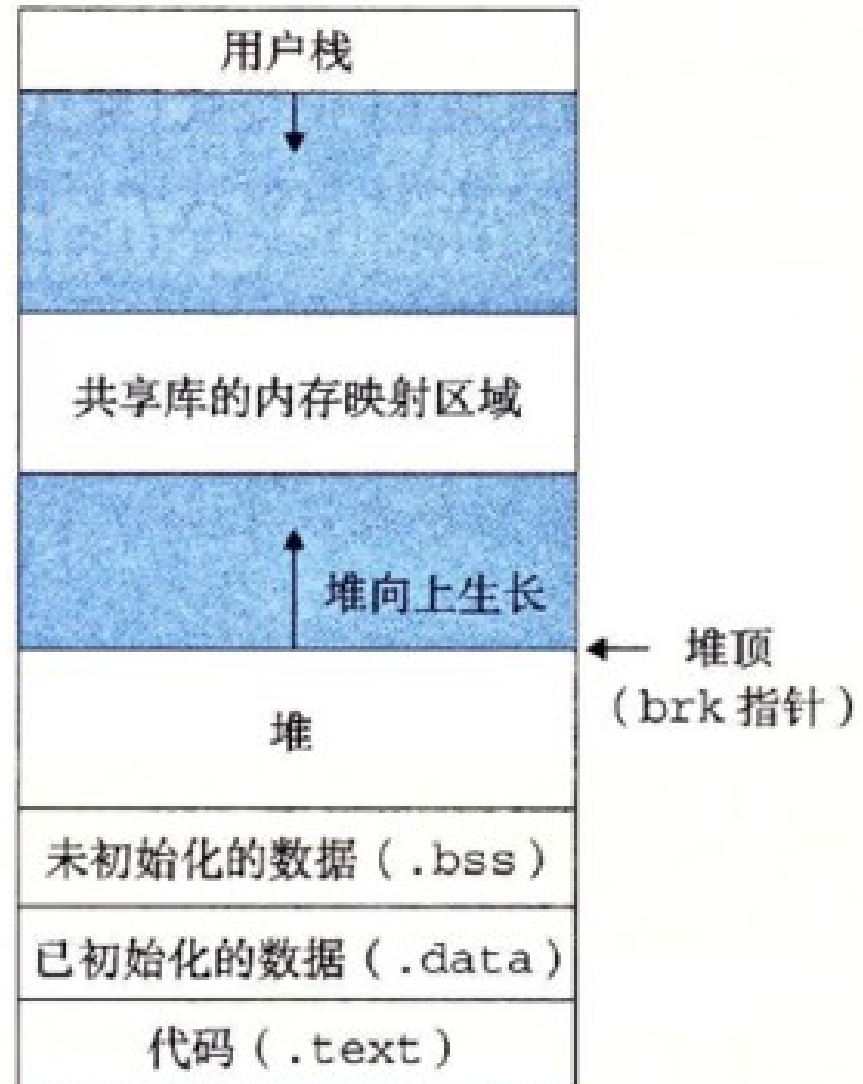 用户栈
共享库的内存映射区域
堆向上生长
堆顶
(brk 指针)
堆
未初始化的数据(.bss)
已初始化的数据(.data)
代码(.text)